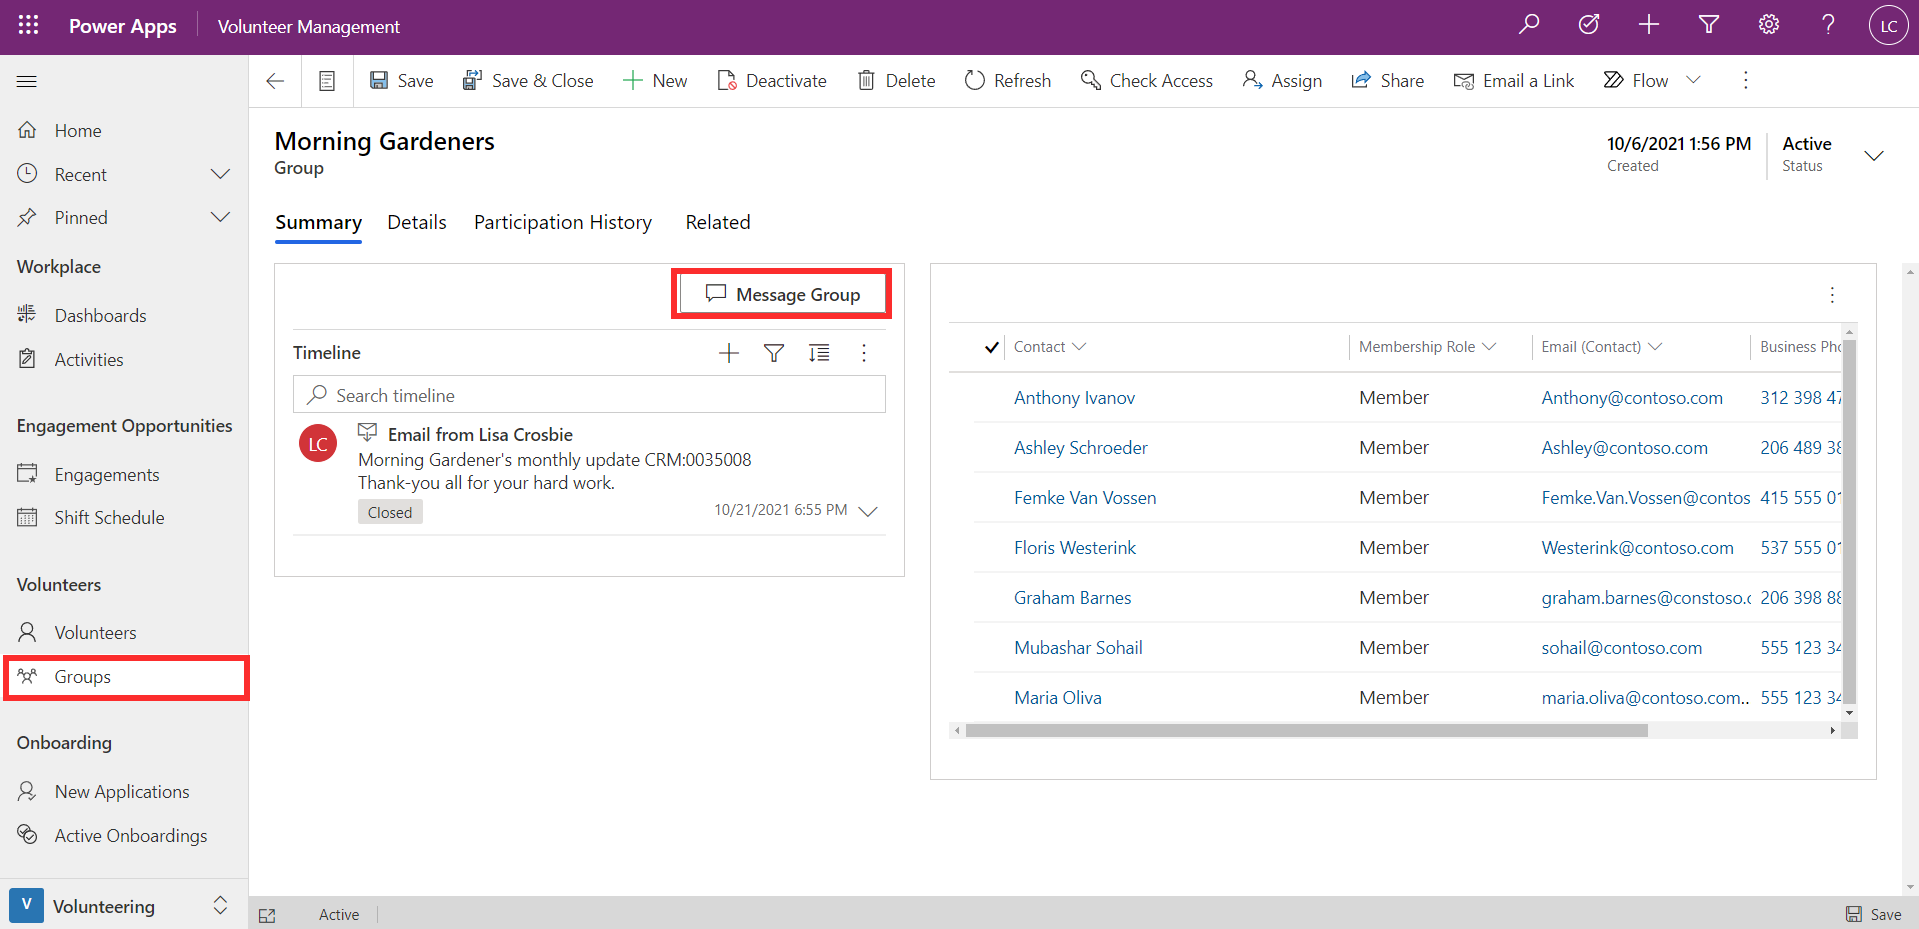 Power Apps Volunteer Management LC
Save Save & Close New Deactivate Delete Refresh Check Access Assign Share Email a Link Flow
Home
Recent
Pinned
Workplace
Dashboards
Activities
Engagement Opportunities
Engagements
Shift Schedule
Volunteers
Volunteers
Groups
Onboarding
New Applications
Active Onboardings
V Volunteering
Morning Gardeners
Group
10/6/2021 1:56 PM
Created
Active
Status
Summary Details Participation History Related
Message Group
Timeline
Search timeline
LC Email from Lisa Crosbie
Morning Gardener's monthly update CRM:0035008
Thank-you all for your hard work.
Closed 10/21/2021 6:55 PM
Contact Membership Role Email (Contact) Business Pho
Anthony Ivanov Member Anthony@contoso.com 312 398 47
Ashley Schroeder Member Ashley@contoso.com 206 489 38
Femke Van Vossen Member Femke.Van.Vossen@contos 415 555 01
Floris Westerink Member Westerink@contoso.com 537 555 01
Graham Barnes Member graham.barnes@constoso.c 206 398 88
Mubashar Sohail Member sohail@contoso.com 555 123 34
Maria Oliva Member maria.oliva@contoso.com.. 555 123 34
Active Save